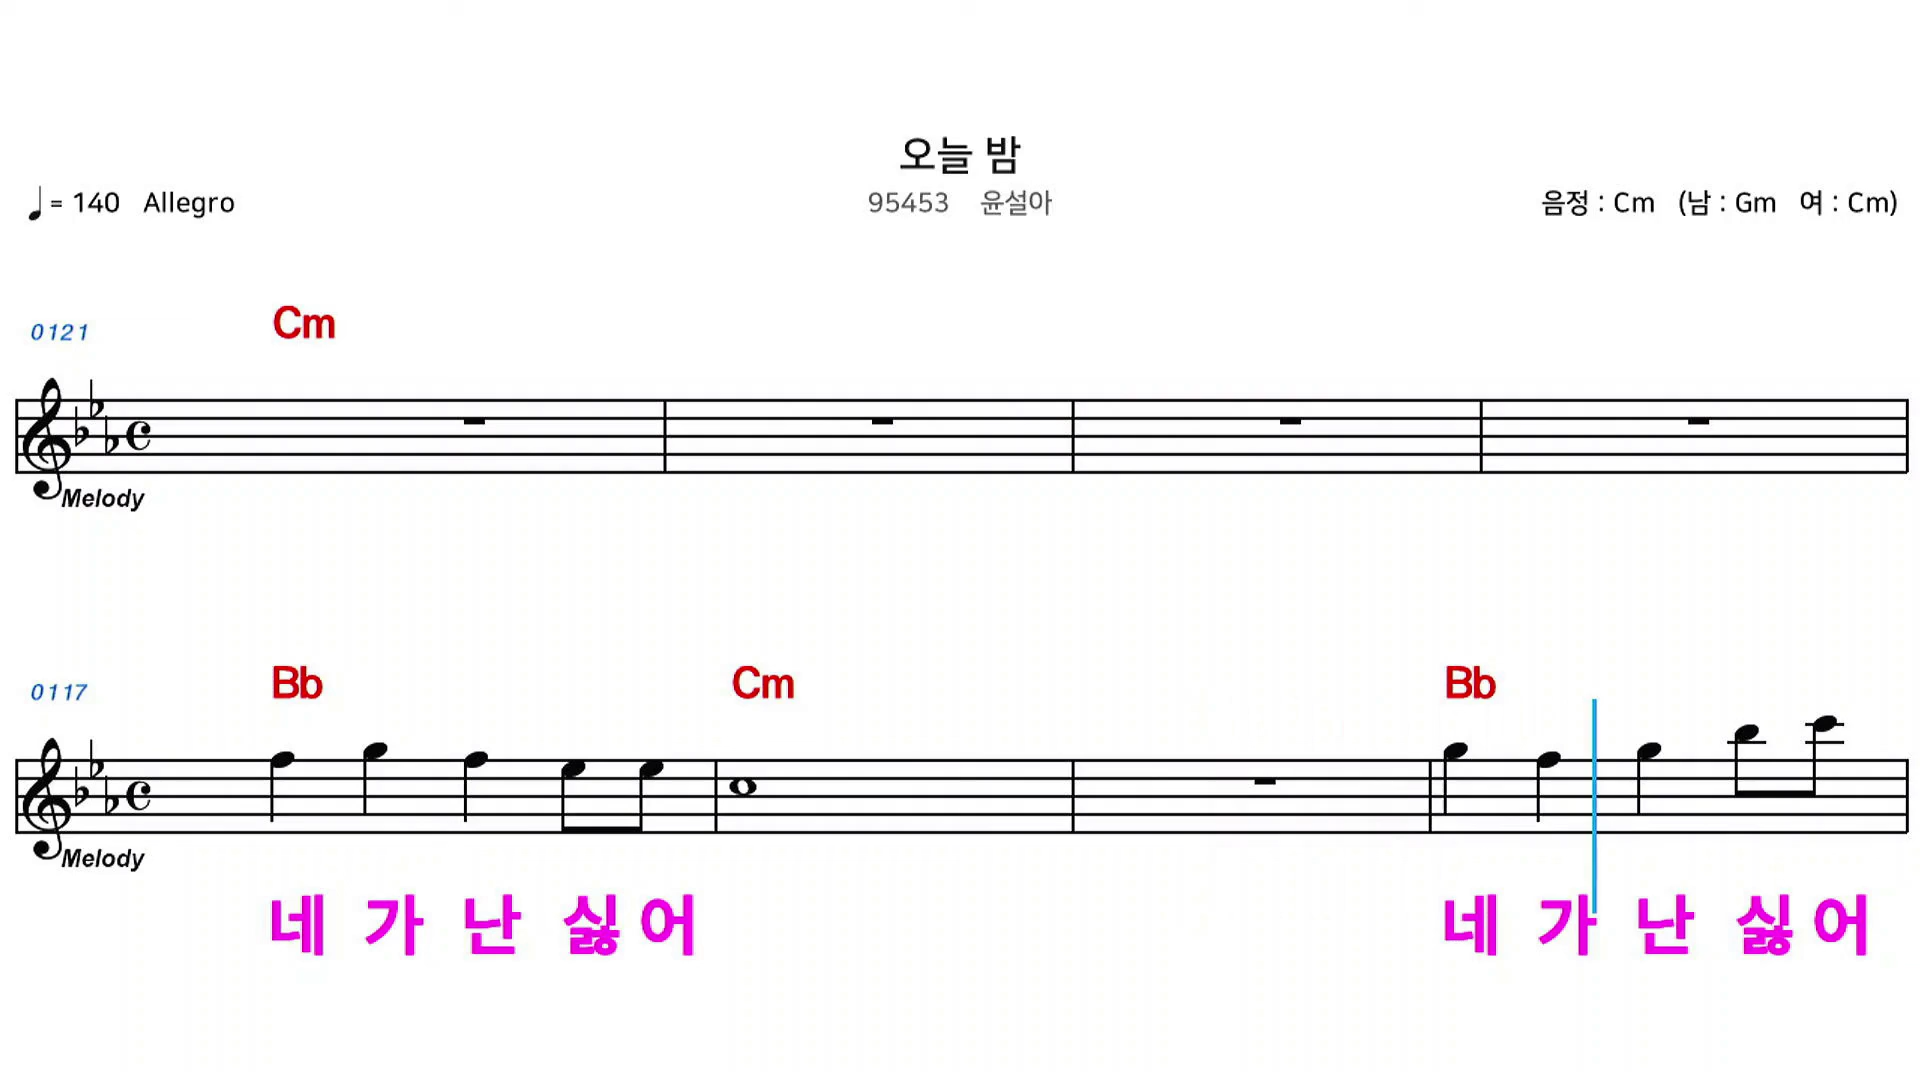 오늘 밤
♩= 140 Allegro 95453 윤설아 음정 : Cm (남 : Gm 여 : Cm)
0121 Cm
Melody
0117 Bb Cm Bb
Melody
네 가 난 싫 어 네 가 난 싫 어